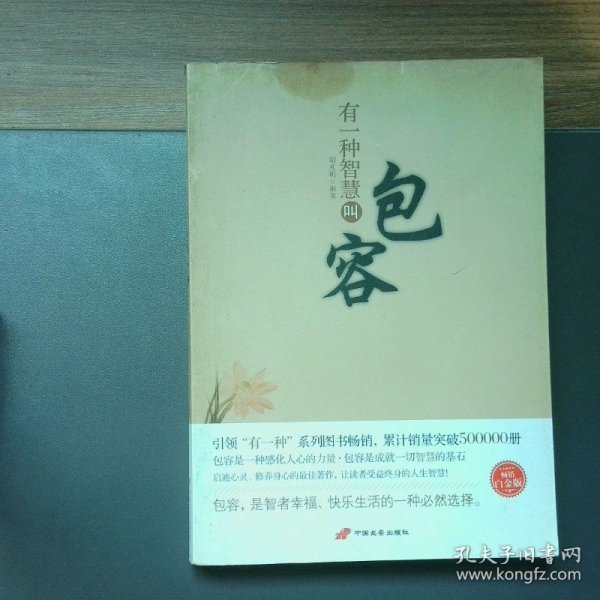 有一种智慧
叫
包容
编著
引领“有一种”系列图书畅销，累计销量突破500000册
包容是一种感化人心的力量·包容是成就一切智慧的基石
启迪心灵、修养身心的最佳著作，让读者受益终身的人生智慧！
畅销
白金版
包容，是智者幸福、快乐生活的一种必然选择。
中国长安出版社
孔夫子旧书网
www.kongfz.com